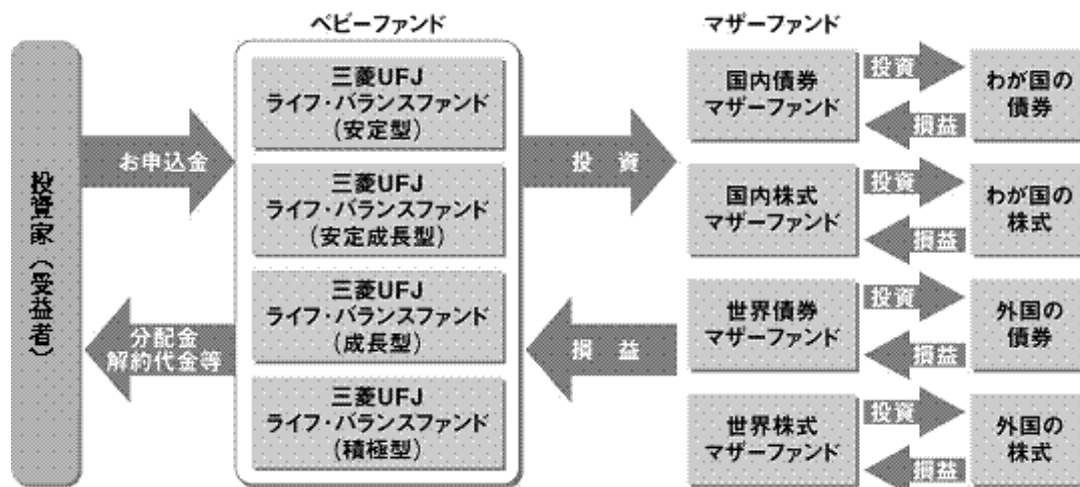 ベビーファンド
マザーファンド
投資家（受益者）
お申込金
分配金
解約代金等
三菱UFJ
ライフ・バランスファンド
(安定型)
三菱UFJ
ライフ・バランスファンド
(安定成長型)
三菱UFJ
ライフ・バランスファンド
(成長型)
三菱UFJ
ライフ・バランスファンド
(積極型)
投資
損益
国内債券
マザーファンド
投資
損益
わが国の
債券
国内株式
マザーファンド
投資
損益
わが国の
株式
世界債券
マザーファンド
投資
損益
外国の
債券
世界株式
マザーファンド
投資
損益
外国の
株式